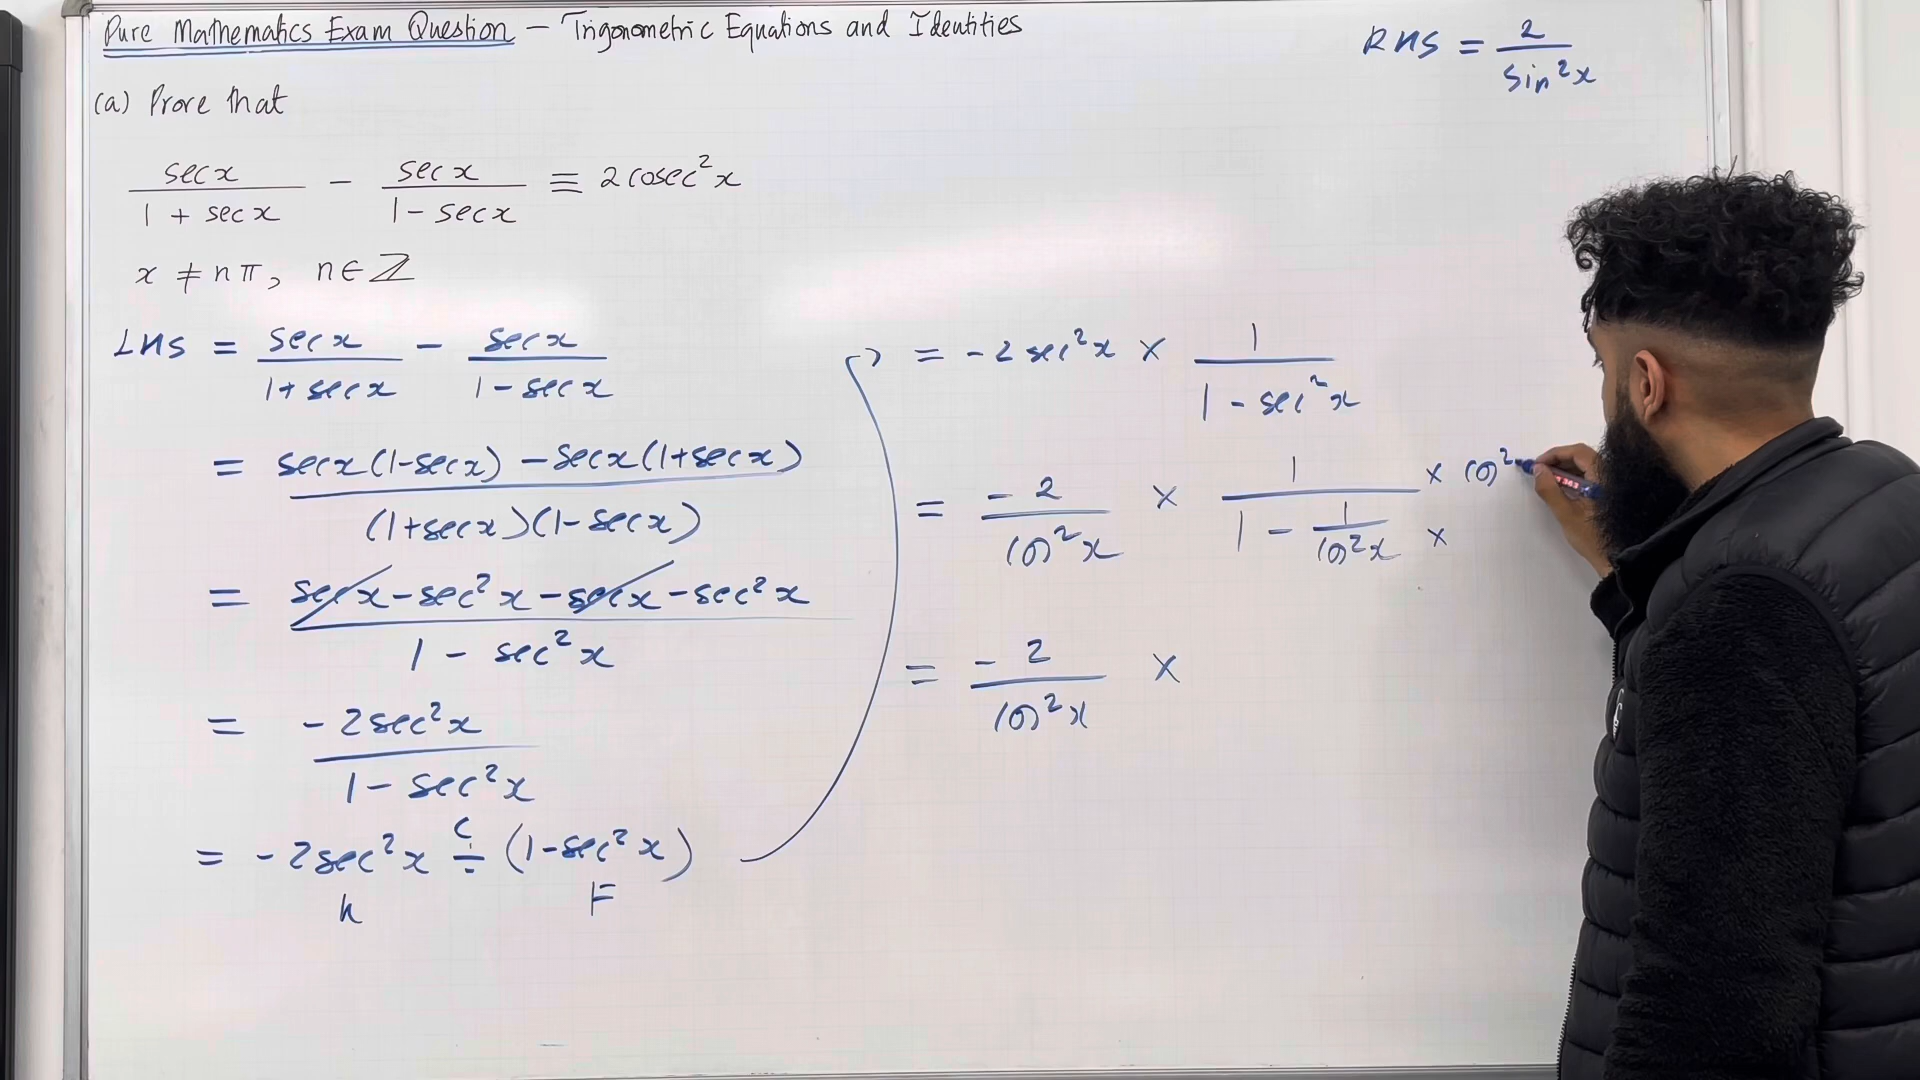 Pure Mathematics Exam Question – Trigonometric Equations and Identities
RHS = 2 / sin²x
(a) Prove that
secx / (1 + secx) – secx / (1 - secx) ≡ 2cosec²x
x ≠ nπ, n ∈ ℤ
LHS = secx / (1 + secx) – secx / (1 - secx)
= (secx(1-secx) – secx(1+secx)) / ((1+secx)(1-secx))
= (secx - sec²x - secx - sec²x) / (1 - sec²x)
= -2sec²x / (1 - sec²x)
= -2sec²x ÷ (1-sec²x)
C
K F
= -2sec²x × 1 / (1 - sec²x)
= -2 / cos²x × 1 / (1 - 1 / cos²x) × cos² ×
= -2 / cos²x ×